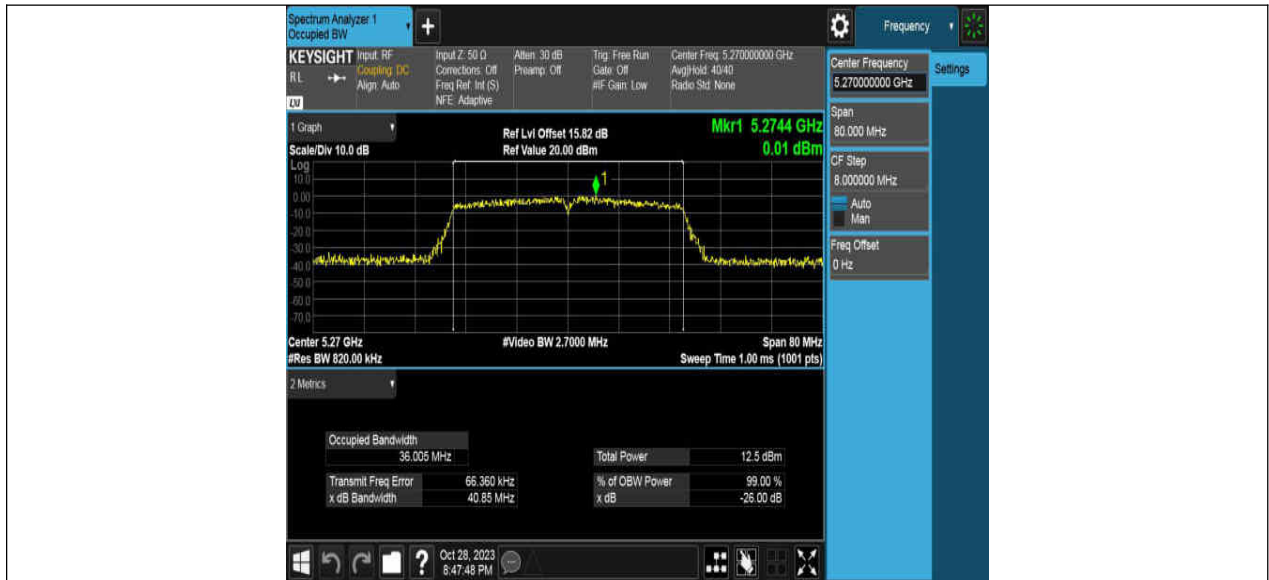 Spectrum Analyzer 1
Occupied BW
+
Frequency
KEYSIGHT
RL
LXI
Input: RF
Coupling: DC
Align: Auto
Input Z: 50 Ω
Corrections: Off
Freq Ref: Int (S)
NFE: Adaptive
Atten: 30 dB
Preamp: Off
Trig: Free Run
Gate: Off
#IF Gain: Low
Center Freq: 5.270000000 GHz
Avg|Hold: 40/40
Radio Std: None
Center Frequency
5.270000000 GHz
Settings
Span
80.000 MHz
CF Step
8.000000 MHz
Auto
Man
Freq Offset
0 Hz
1 Graph
Scale/Div 10.0 dB
Ref Lvl Offset 15.82 dB
Ref Value 20.00 dBm
Mkr1 5.2744 GHz
0.01 dBm
Log
10.0
0.00
-10.0
-20.0
-30.0
-40.0
-50.0
-60.0
-70.0
1
Center 5.27 GHz
#Video BW 2.7000 MHz
Span 80 MHz
#Res BW 820.00 kHz
Sweep Time 1.00 ms (1001 pts)
2 Metrics
Occupied Bandwidth
36.005 MHz
Total Power 12.5 dBm
Transmit Freq Error 66.360 kHz
% of OBW Power 99.00 %
x dB Bandwidth 40.85 MHz
x dB -26.00 dB
?
Oct 28, 2023
8:47:48 PM